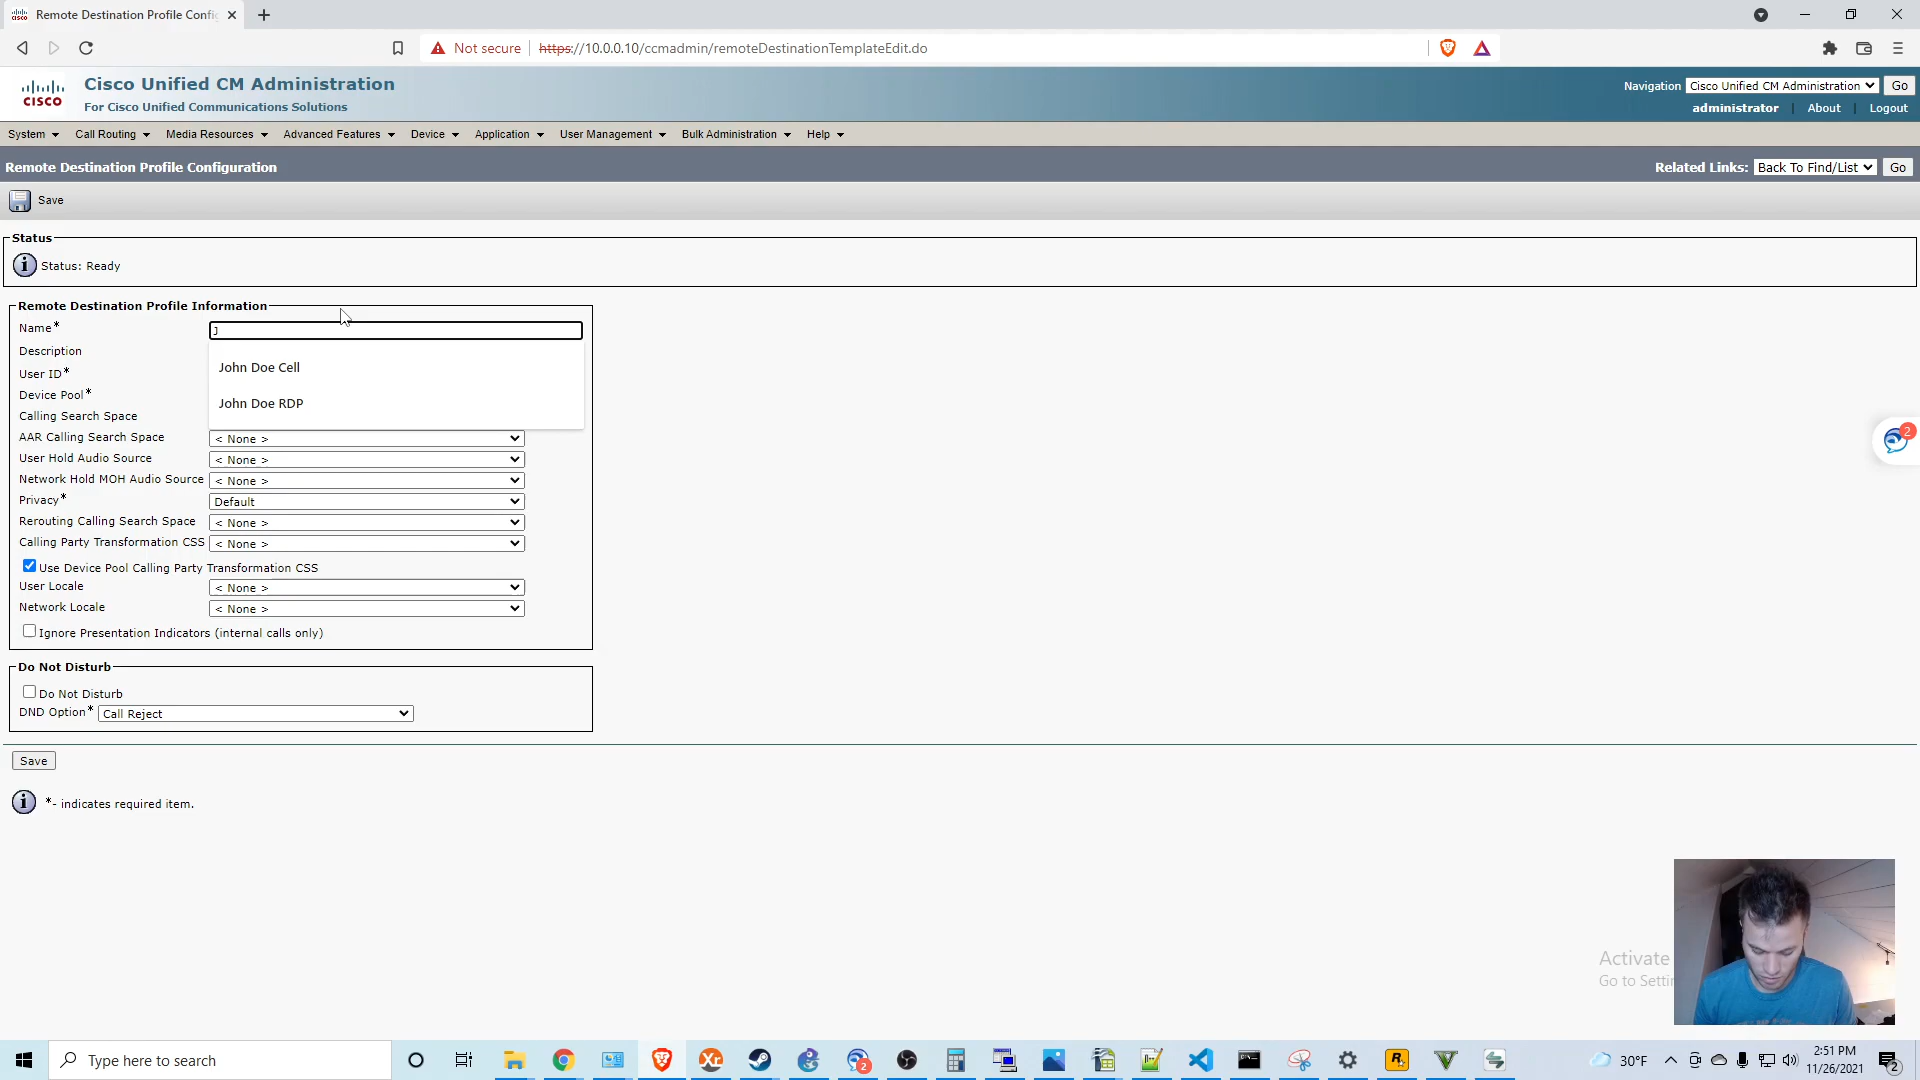 Remote Destination Profile Confi
Not secure
https://10.0.0.10/ccmadmin/remoteDestinationTemplateEdit.do
CISCO
Cisco Unified CM Administration
For Cisco Unified Communications Solutions
Navigation Cisco Unified CM Administration Go
administrator | About | Logout
System Call Routing Media Resources Advanced Features Device Application User Management Bulk Administration Help
Remote Destination Profile Configuration
Related Links: Back To Find/List Go
Save
Status
Status: Ready
Remote Destination Profile Information
Name* J
Description
John Doe Cell
User ID*
Device Pool*
John Doe RDP
Calling Search Space
AAR Calling Search Space < None >
User Hold Audio Source < None >
Network Hold MOH Audio Source < None >
Privacy* Default
Rerouting Calling Search Space < None >
Calling Party Transformation CSS < None >
Use Device Pool Calling Party Transformation CSS
User Locale < None >
Network Locale < None >
Ignore Presentation Indicators (internal calls only)
Do Not Disturb
Do Not Disturb
DND Option* Call Reject
Save
*- indicates required item.
2
Activate
Go to Setti
Type here to search
Xr
2
R
30°F
2:51 PM
11/26/2021
2